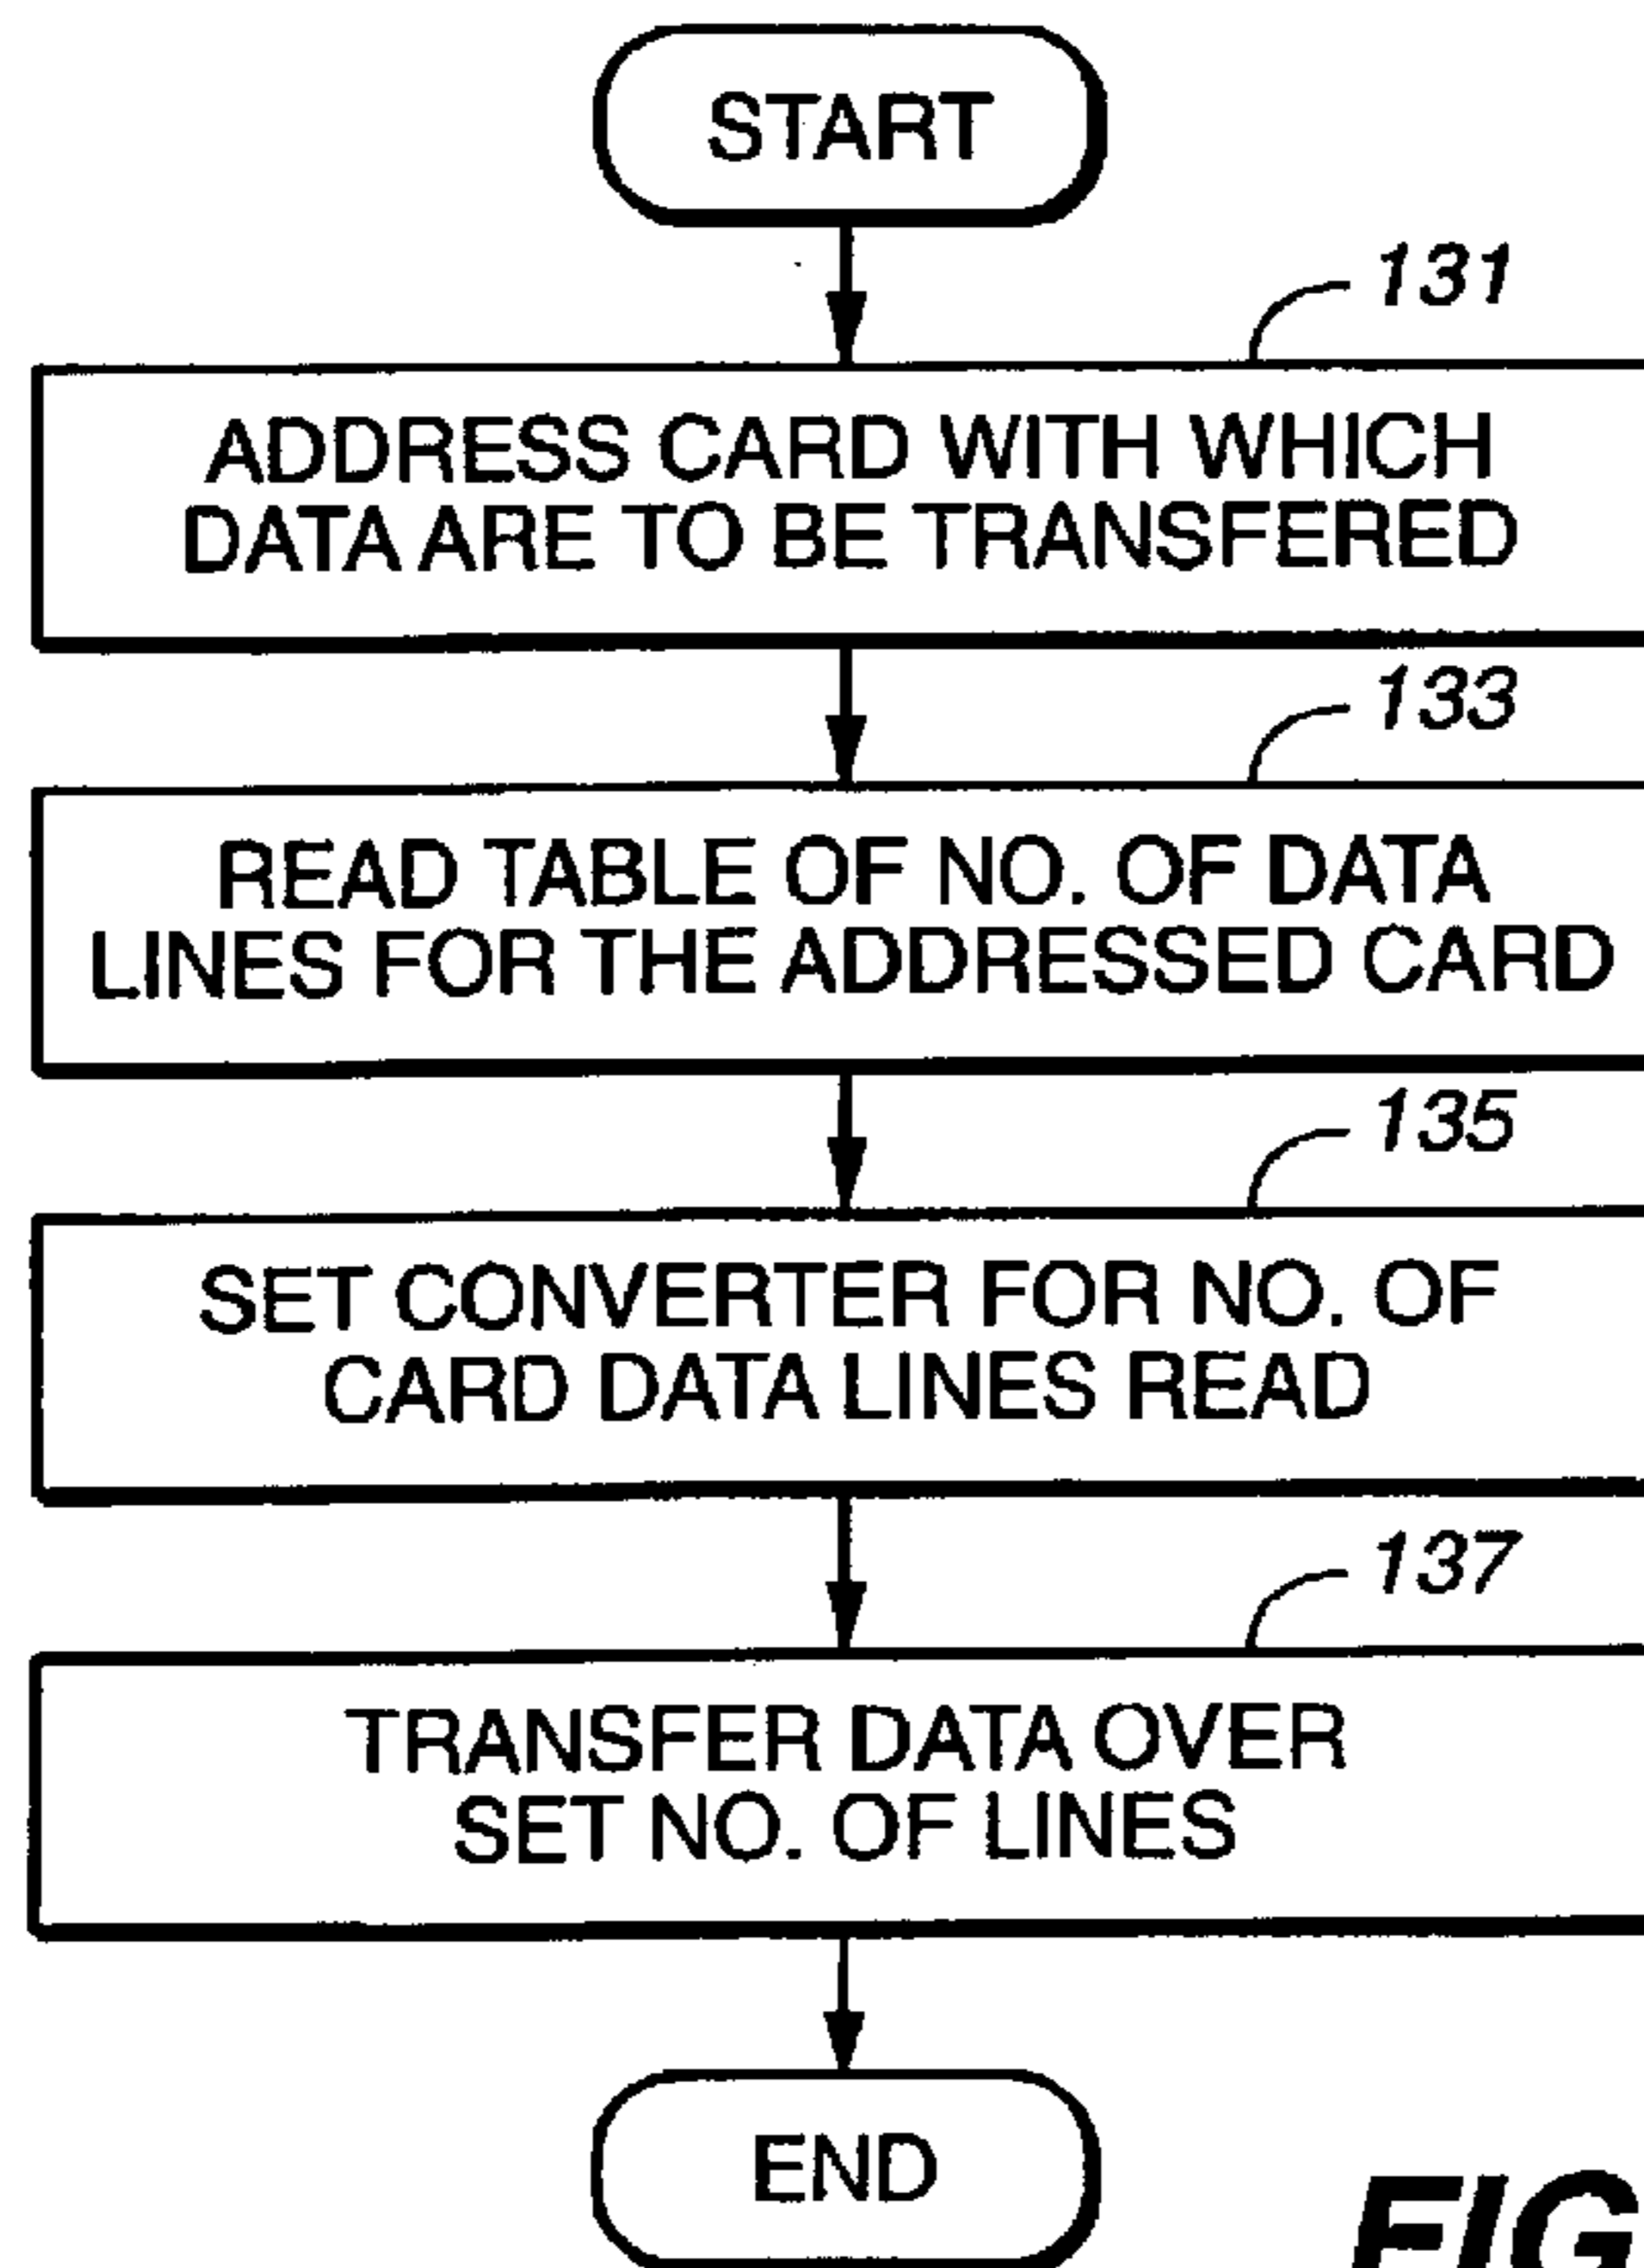 START
131
ADDRESS CARD WITH WHICH
DATA ARE TO BE TRANSFERED
133
READ TABLE OF NO. OF DATA
LINES FOR THE ADDRESSED CARD
135
SET CONVERTER FOR NO. OF
CARD DATA LINES READ
137
TRANSFER DATA OVER
SET NO. OF LINES
END
FIG